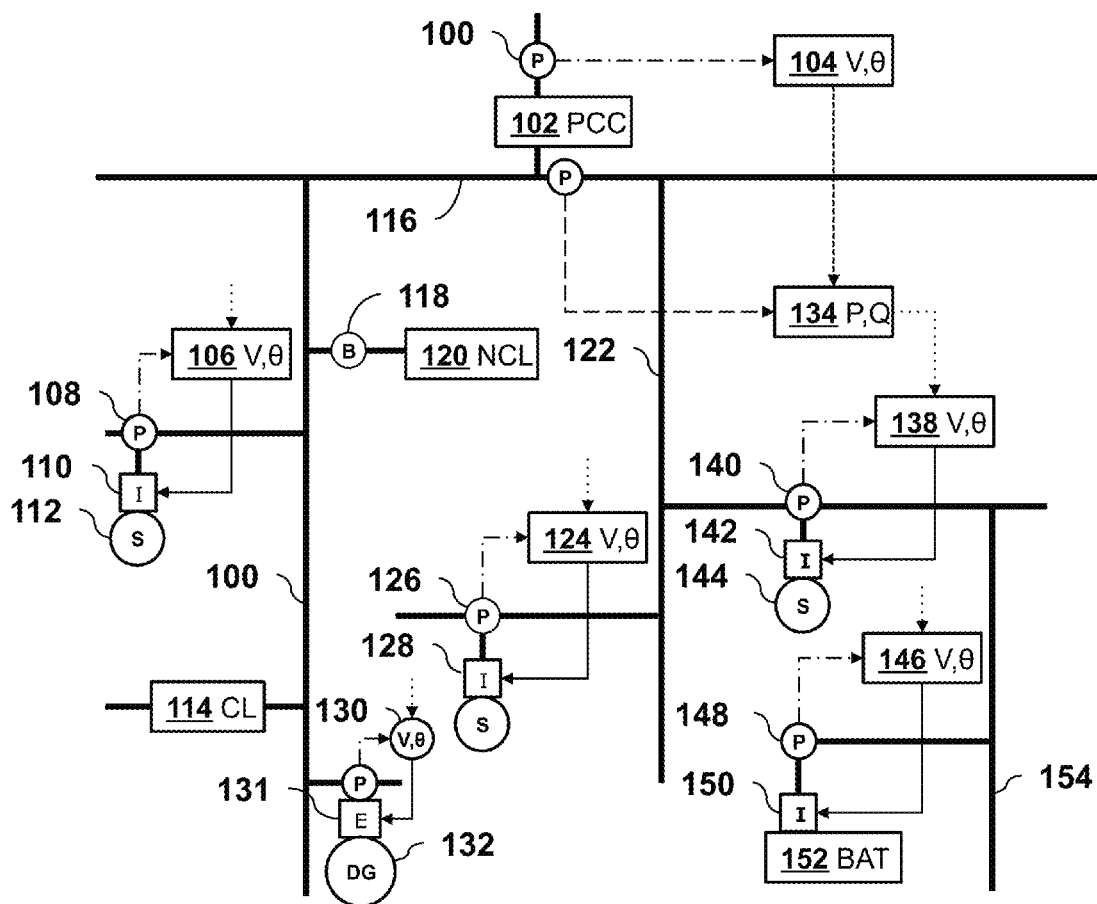 100
P
104 V,θ
102 PCC
P
116
118
134 P,Q
106 V,θ
B
120 NCL
122
108
P
138 V,θ
110
I
140
P
112
S
124 V,θ
142
I
100
126
P
144
S
128
I
146 V,θ
114 CL
130
V,θ
S
148
P
131
P
150
I
154
E
132
152 BAT
DG